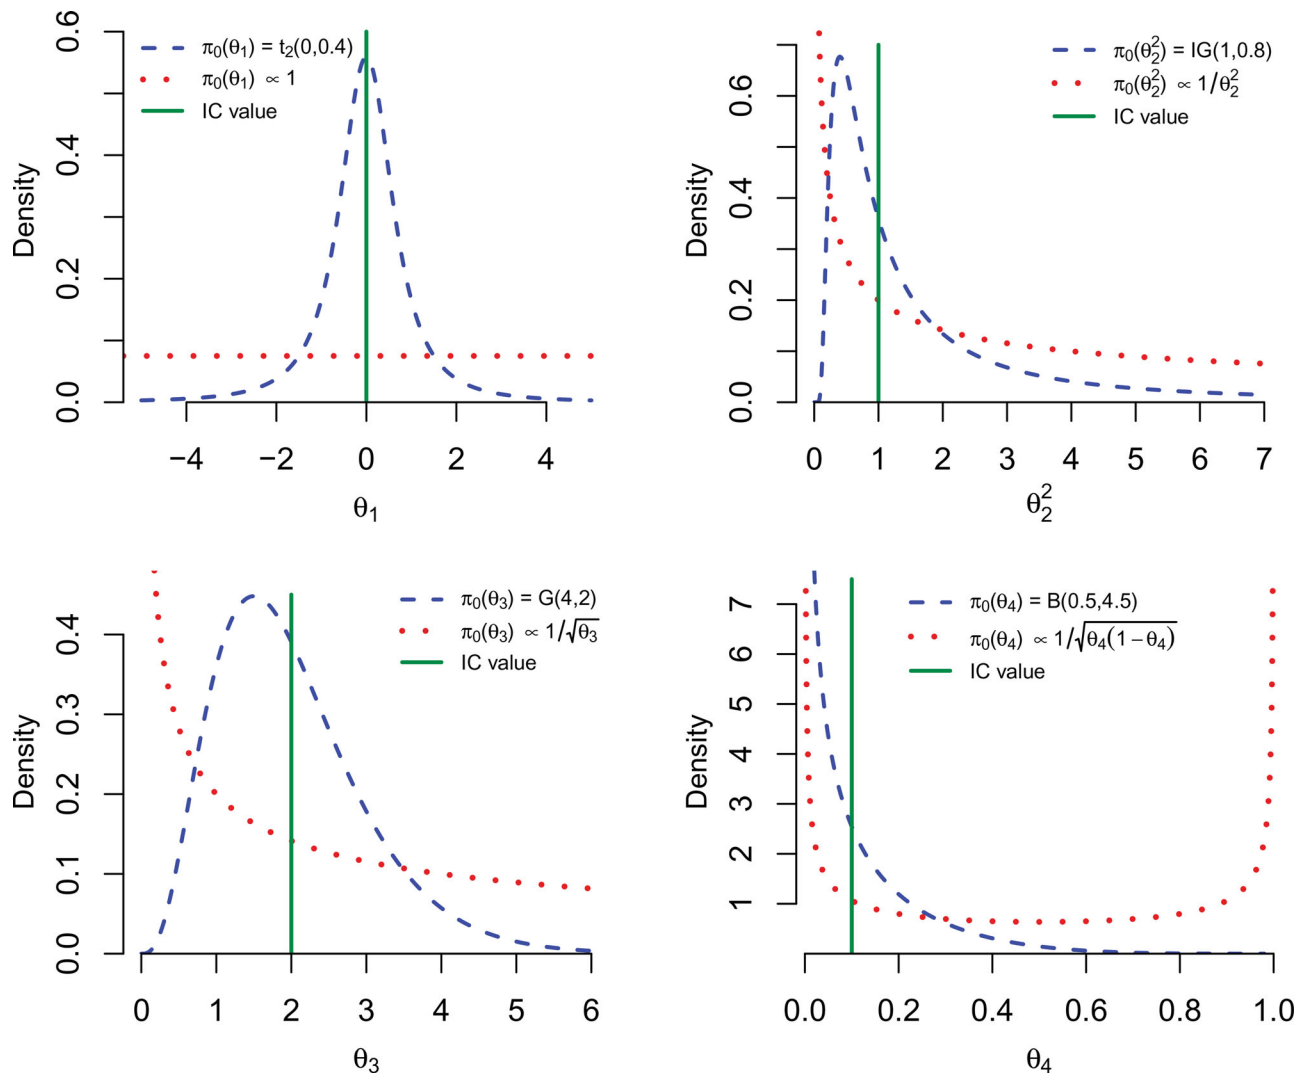 π₀(θ₁) = t₂(0,0.4)
π₀(θ₁) ∝ 1
IC value
Density
0.0
0.2
0.4
0.6
−4
−2
0
2
4
θ₁
π₀(θ₂²) = IG(1,0.8)
π₀(θ₂²) ∝ 1/θ₂²
IC value
Density
0.0
0.2
0.4
0.6
0
1
2
3
4
5
6
7
θ₂²
π₀(θ₃) = G(4,2)
π₀(θ₃) ∝ 1/√θ₃
IC value
Density
0.0
0.1
0.2
0.3
0.4
0
1
2
3
4
5
6
θ₃
π₀(θ₄) = B(0.5,4.5)
π₀(θ₄) ∝ 1/√θ₄(1−θ₄)
IC value
Density
1
2
3
4
5
6
7
0.0
0.2
0.4
0.6
0.8
1.0
θ₄